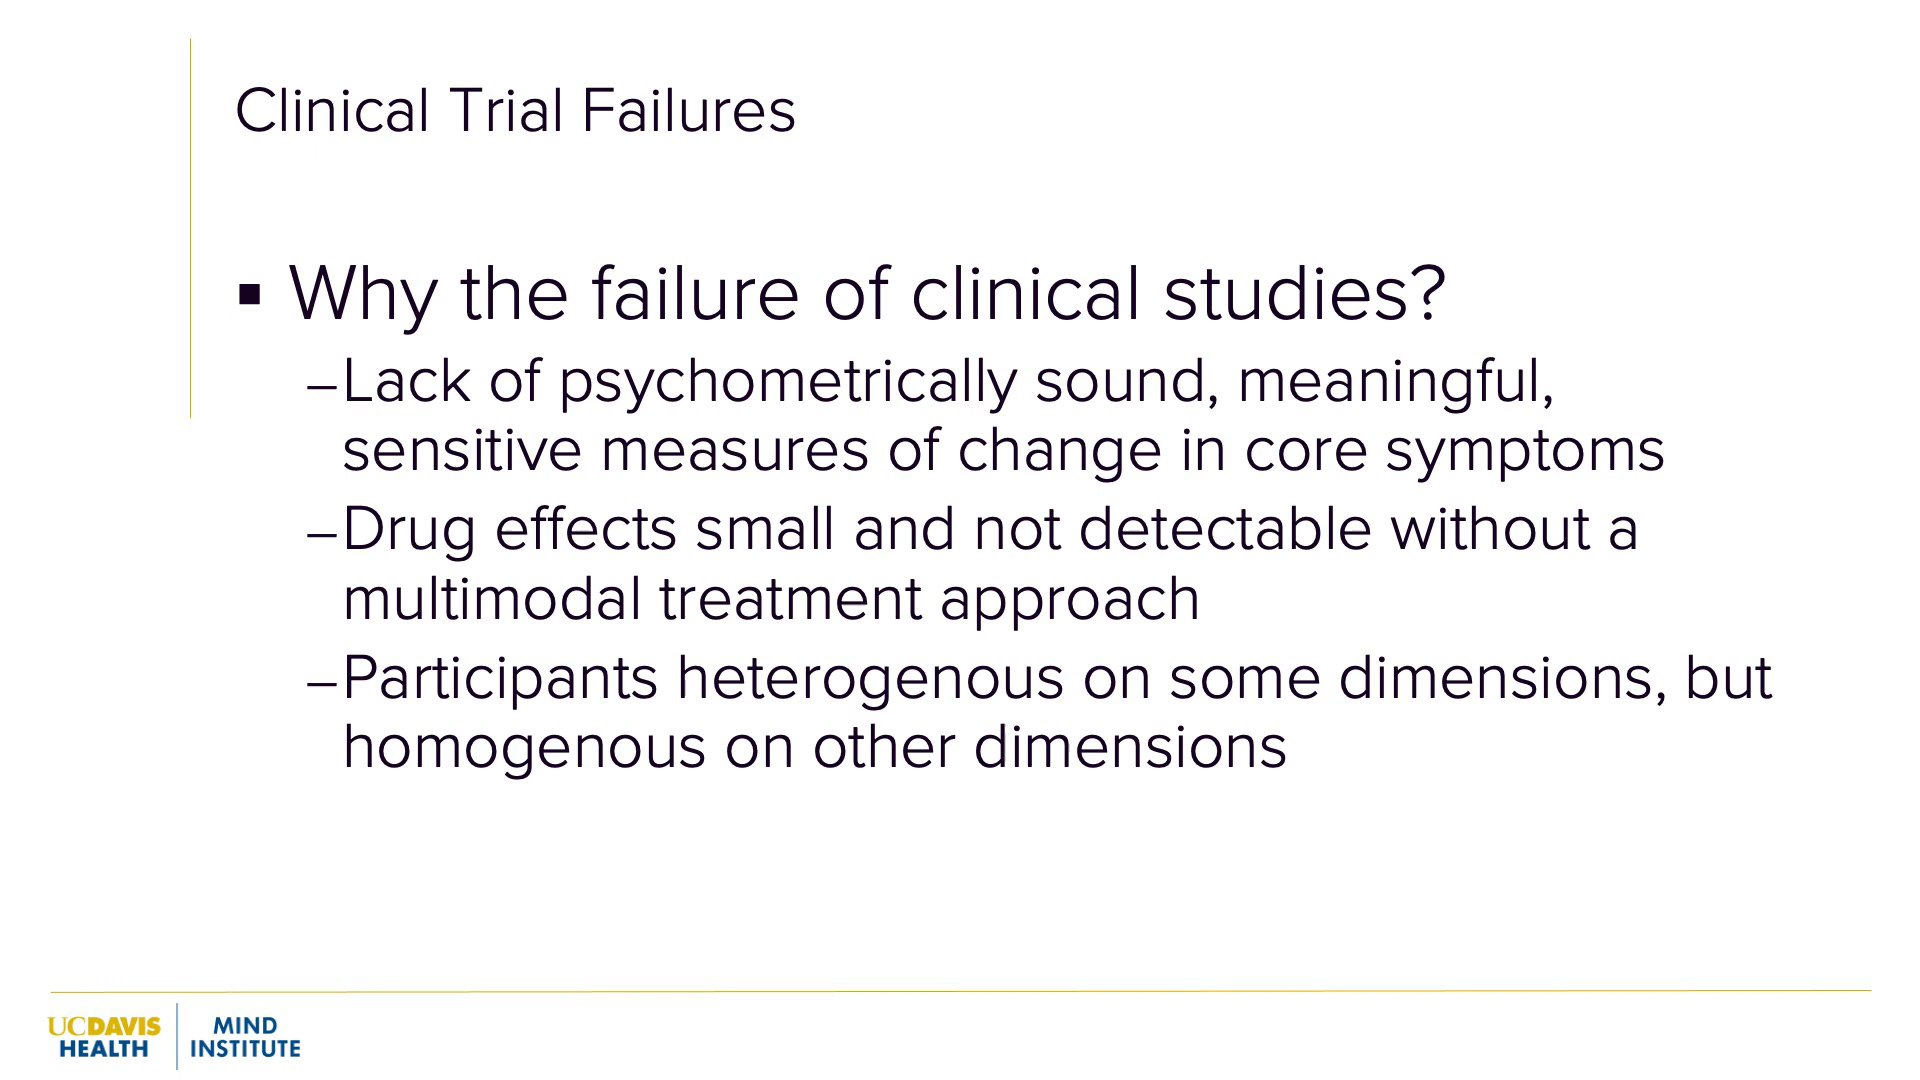 Clinical Trial Failures
▪ Why the failure of clinical studies?
–Lack of psychometrically sound, meaningful,
sensitive measures of change in core symptoms
–Drug effects small and not detectable without a
multimodal treatment approach
–Participants heterogenous on some dimensions, but
homogenous on other dimensions
UCDAVIS
HEALTH
MIND
INSTITUTE